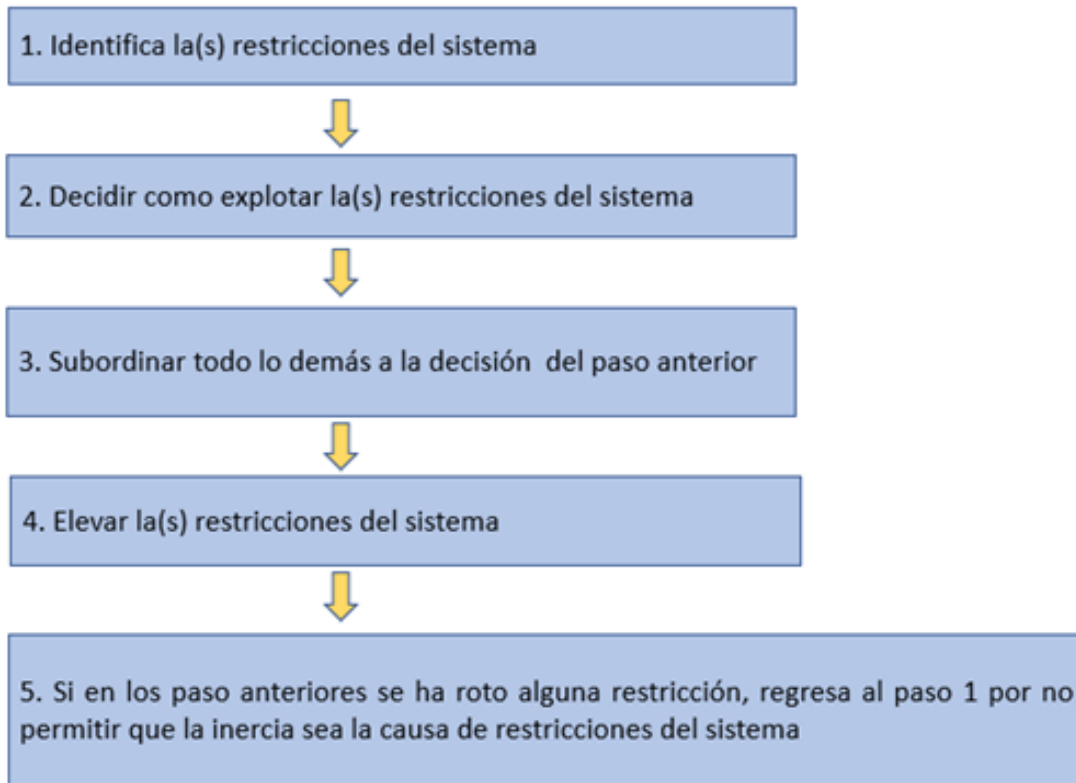 1. Identifica la(s) restricciones del sistema
2. Decidir como explotar la(s) restricciones del sistema
3. Subordinar todo lo demás a la decisión del paso anterior
4. Elevar la(s) restricciones del sistema
5. Si en los paso anteriores se ha roto alguna restricción, regresa al paso 1 por no
permitir que la inercia sea la causa de restricciones del sistema